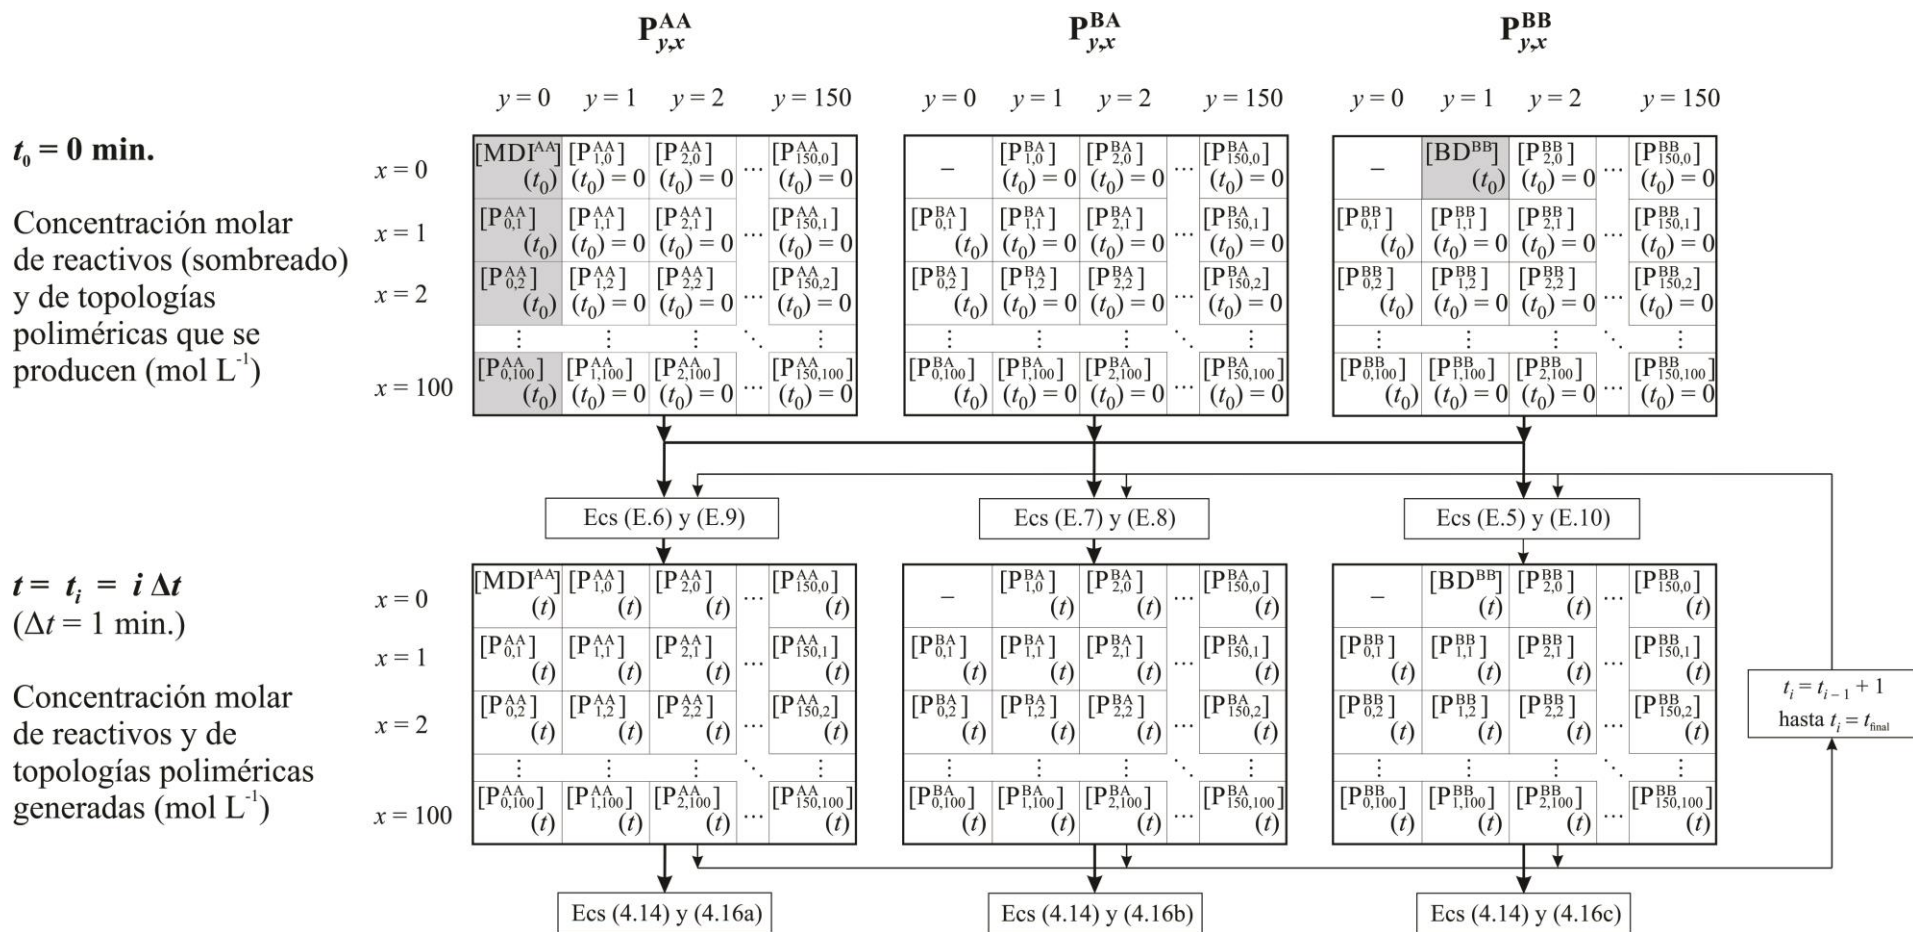 P^AA_y,x P^BA_y,x P^BB_y,x
y = 0 y = 1 y = 2 y = 150 y = 0 y = 1 y = 2 y = 150 y = 0 y = 1 y = 2 y = 150
t₀ = 0 min.
Concentración molar
de reactivos (sombreado)
y de topologías
poliméricas que se
producen (mol L⁻¹)
x = 0
[MDI^AA] [P^AA_1,0] [P^AA_2,0] ... [P^AA_150,0] – [P^BA_1,0] [P^BA_2,0] ... [P^BA_150,0] – [BD^BB] [P^BB_2,0] ... [P^BB_150,0]
(t₀) (t₀) = 0 (t₀) = 0 (t₀) = 0 (t₀) = 0 (t₀) = 0 (t₀) = 0 (t₀) (t₀) = 0 (t₀) = 0
x = 1
[P^AA_0,1] [P^AA_1,1] [P^AA_2,1] ... [P^AA_150,1] [P^BA_0,1] [P^BA_1,1] [P^BA_2,1] ... [P^BA_150,1] [P^BB_0,1] [P^BB_1,1] [P^BB_2,1] ... [P^BB_150,1]
(t₀) (t₀) = 0 (t₀) = 0 (t₀) = 0 (t₀) (t₀) = 0 (t₀) = 0 (t₀) = 0 (t₀) (t₀) = 0 (t₀) = 0 (t₀) = 0
x = 2
[P^AA_0,2] [P^AA_1,2] [P^AA_2,2] ... [P^AA_150,2] [P^BA_0,2] [P^BA_1,2] [P^BA_2,2] ... [P^BA_150,2] [P^BB_0,2] [P^BB_1,2] [P^BB_2,2] ... [P^BB_150,2]
(t₀) (t₀) = 0 (t₀) = 0 (t₀) = 0 (t₀) (t₀) = 0 (t₀) = 0 (t₀) = 0 (t₀) (t₀) = 0 (t₀) = 0 (t₀) = 0
⋮ ⋮ ⋮ ⋱ ⋮ ⋮ ⋮ ⋮ ⋱ ⋮ ⋮ ⋮ ⋮ ⋱ ⋮
x = 100
[P^AA_0,100] [P^AA_1,100] [P^AA_2,100] ... [P^AA_150,100] [P^BA_0,100] [P^BA_1,100] [P^BA_2,100] ... [P^BA_150,100] [P^BB_0,100] [P^BB_1,100] [P^BB_2,100] ... [P^BB_150,100]
(t₀) (t₀) = 0 (t₀) = 0 (t₀) = 0 (t₀) (t₀) = 0 (t₀) = 0 (t₀) = 0 (t₀) (t₀) = 0 (t₀) = 0 (t₀) = 0
Ecs (E.6) y (E.9) Ecs (E.7) y (E.8) Ecs (E.5) y (E.10)
t = t_i = i Δt
(Δt = 1 min.)
Concentración molar
de reactivos y de
topologías poliméricas
generadas (mol L⁻¹)
x = 0
[MDI^AA] [P^AA_1,0] [P^AA_2,0] ... [P^AA_150,0] – [P^BA_1,0] [P^BA_2,0] ... [P^BA_150,0] – [BD^BB] [P^BB_2,0] ... [P^BB_150,0]
(t) (t) (t) (t) (t) (t) (t) (t) (t) (t)
x = 1
[P^AA_0,1] [P^AA_1,1] [P^AA_2,1] ... [P^AA_150,1] [P^BA_0,1] [P^BA_1,1] [P^BA_2,1] ... [P^BA_150,1] [P^BB_0,1] [P^BB_1,1] [P^BB_2,1] ... [P^BB_150,1]
(t) (t) (t) (t) (t) (t) (t) (t) (t) (t) (t) (t)
x = 2
[P^AA_0,2] [P^AA_1,2] [P^AA_2,2] ... [P^AA_150,2] [P^BA_0,2] [P^BA_1,2] [P^BA_2,2] ... [P^BA_150,2] [P^BB_0,2] [P^BB_1,2] [P^BB_2,2] ... [P^BB_150,2]
(t) (t) (t) (t) (t) (t) (t) (t) (t) (t) (t) (t)
⋮ ⋮ ⋮ ⋱ ⋮ ⋮ ⋮ ⋮ ⋱ ⋮ ⋮ ⋮ ⋮ ⋱ ⋮
x = 100
[P^AA_0,100] [P^AA_1,100] [P^AA_2,100] ... [P^AA_150,100] [P^BA_0,100] [P^BA_1,100] [P^BA_2,100] ... [P^BA_150,100] [P^BB_0,100] [P^BB_1,100] [P^BB_2,100] ... [P^BB_150,100]
(t) (t) (t) (t) (t) (t) (t) (t) (t) (t) (t) (t)
t_i = t_i – 1 + 1
hasta t_i = t_final
Ecs (4.14) y (4.16a) Ecs (4.14) y (4.16b) Ecs (4.14) y (4.16c)